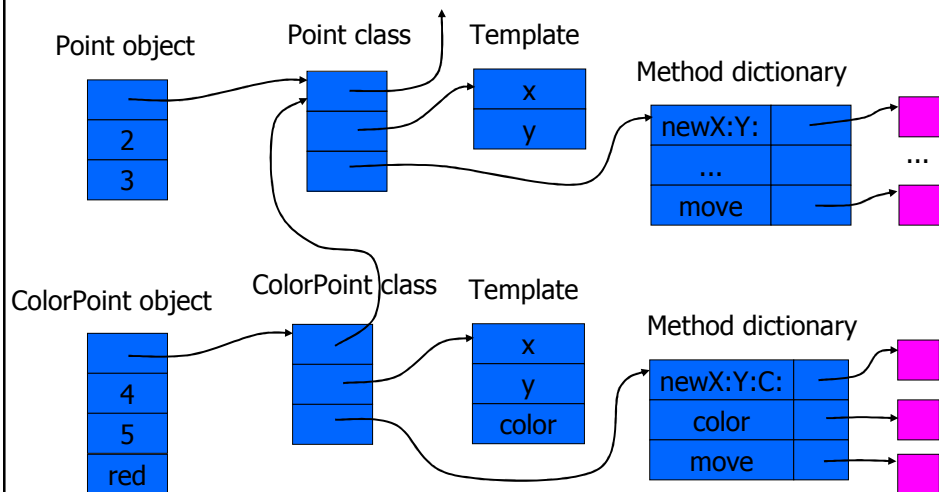 Point object
Point class
Template
Method dictionary
2
3
x
y
newX:Y:
...
move
...
ColorPoint object
ColorPoint class
Template
Method dictionary
4
5
red
x
y
color
newX:Y:C:
color
move